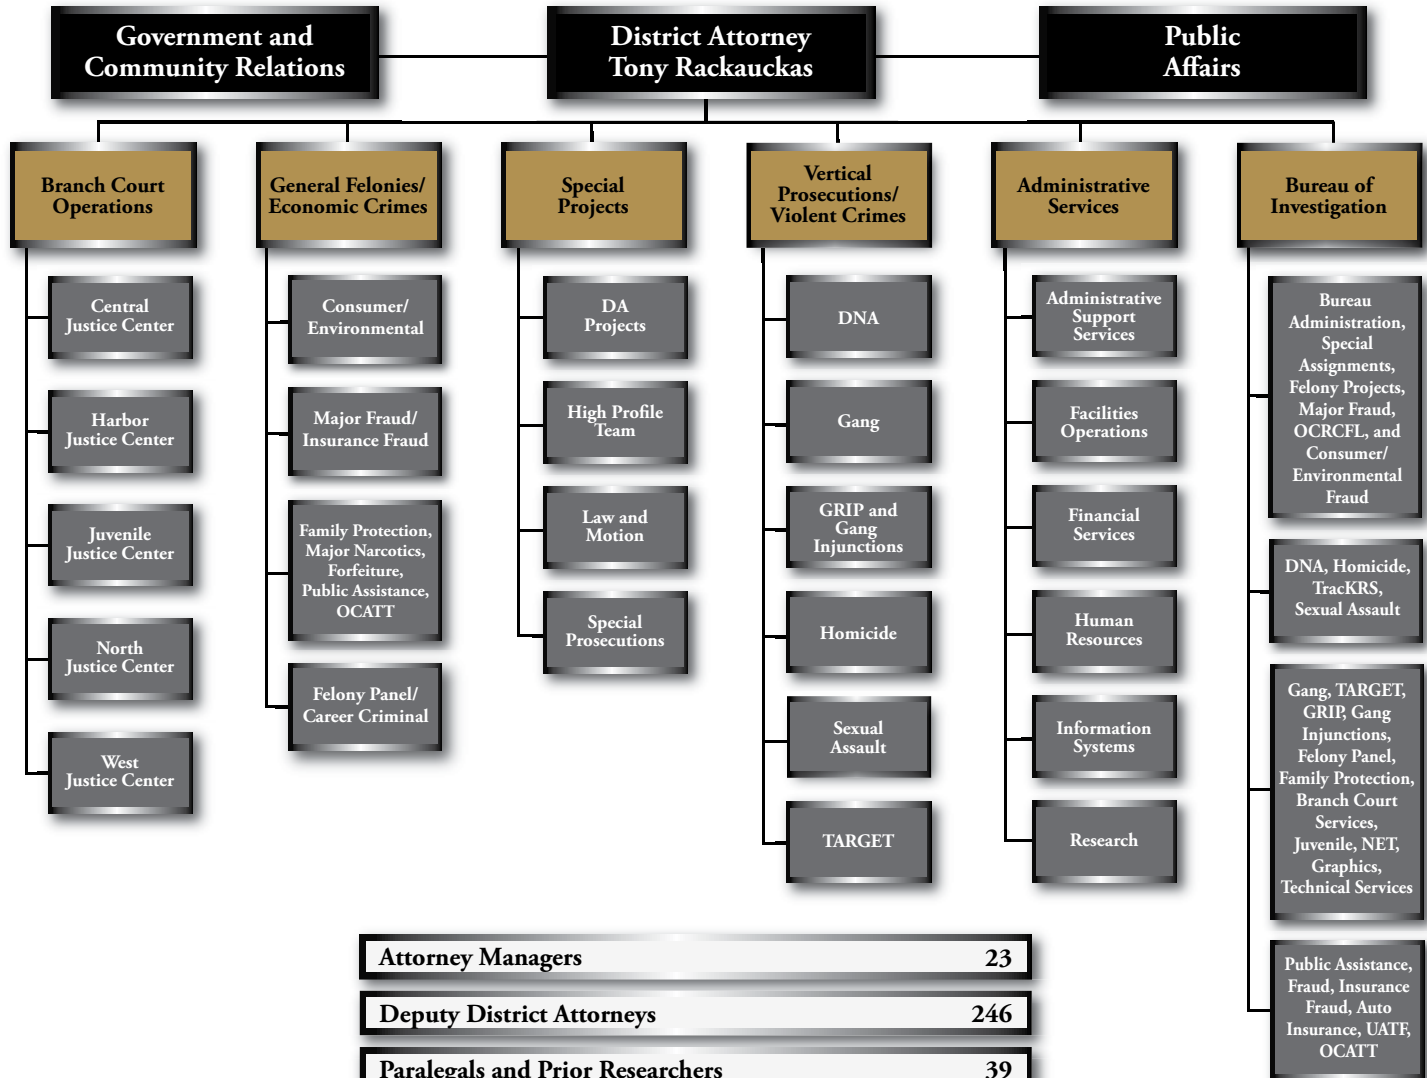 Government and
Community Relations
District Attorney
Tony Rackauckas
Public
Affairs
Branch Court
Operations
General Felonies/
Economic Crimes
Special
Projects
Vertical
Prosecutions/
Violent Crimes
Administrative
Services
Bureau of
Investigation
Central
Justice Center
Harbor
Justice Center
Juvenile
Justice Center
North
Justice Center
West
Justice Center
Consumer/
Environmental
Major Fraud/
Insurance Fraud
Family Protection,
Major Narcotics,
Forfeiture,
Public Assistance,
OCATT
Felony Panel/
Career Criminal
DA
Projects
High Profile
Team
Law and
Motion
Special
Prosecutions
DNA
Gang
GRIP and
Gang
Injunctions
Homicide
Sexual
Assault
TARGET
Administrative
Support
Services
Facilities
Operations
Financial
Services
Human
Resources
Information
Systems
Research
Bureau
Administration,
Special
Assignments,
Felony Projects,
Major Fraud,
OCRCFL, and
Consumer/
Environmental
Fraud
DNA, Homicide,
TracKRS,
Sexual Assault
Gang, TARGET,
GRIP, Gang
Injunctions,
Felony Panel,
Family Protection,
Branch Court
Services,
Juvenile, NET,
Graphics,
Technical Services
Public Assistance,
Fraud, Insurance
Fraud, Auto
Insurance, UATF,
OCATT
Attorney Managers 23
Deputy District Attorneys 246
Paralegals and Prior Researchers 39